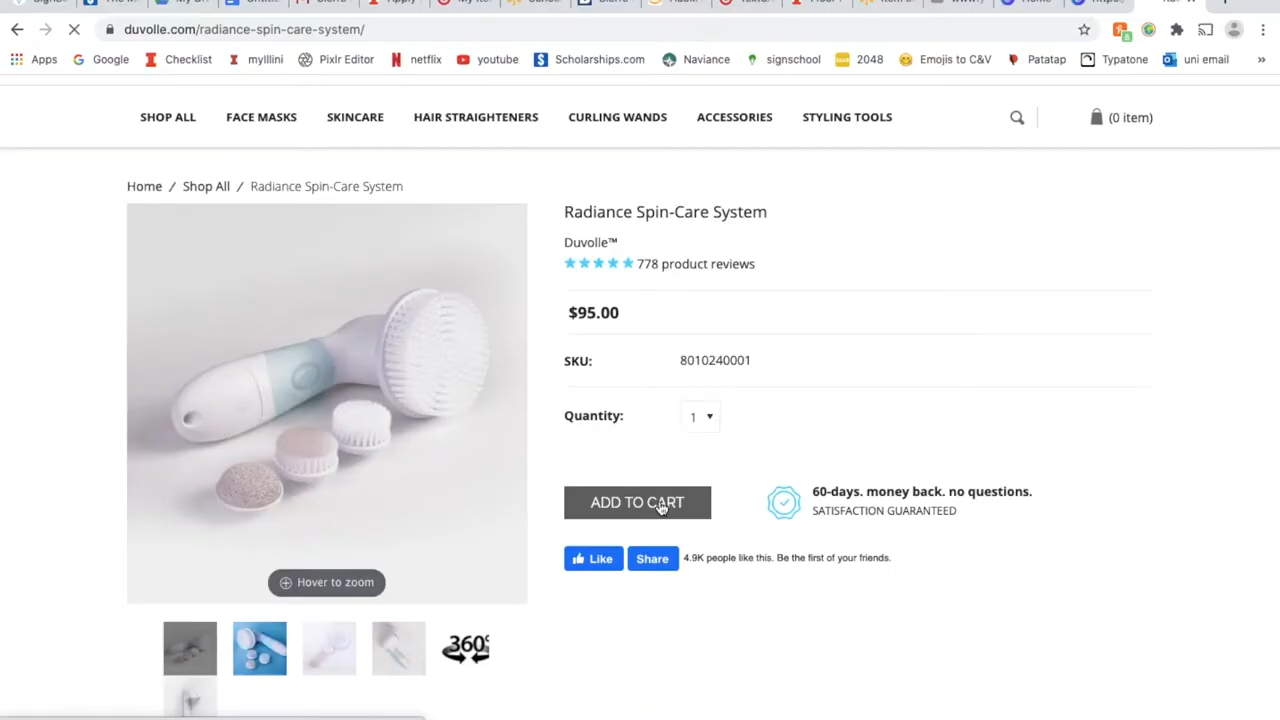 duvolle.com/radiance-spin-care-system/
Apps Google Checklist myIllini Pixlr Editor netflix youtube Scholarships.com Naviance signschool 2048 Emojis to C&V Patatap Typatone uni email »
SHOP ALL FACE MASKS SKINCARE HAIR STRAIGHTENERS CURLING WANDS ACCESSORIES STYLING TOOLS (0 item)
Home / Shop All / Radiance Spin-Care System
Radiance Spin-Care System
Duvolle™
778 product reviews
$95.00
SKU: 8010240001
Quantity: 1
ADD TO CART
60-days. money back. no questions.
SATISFACTION GUARANTEED
Like Share 4.9K people like this. Be the first of your friends.
Hover to zoom
360°